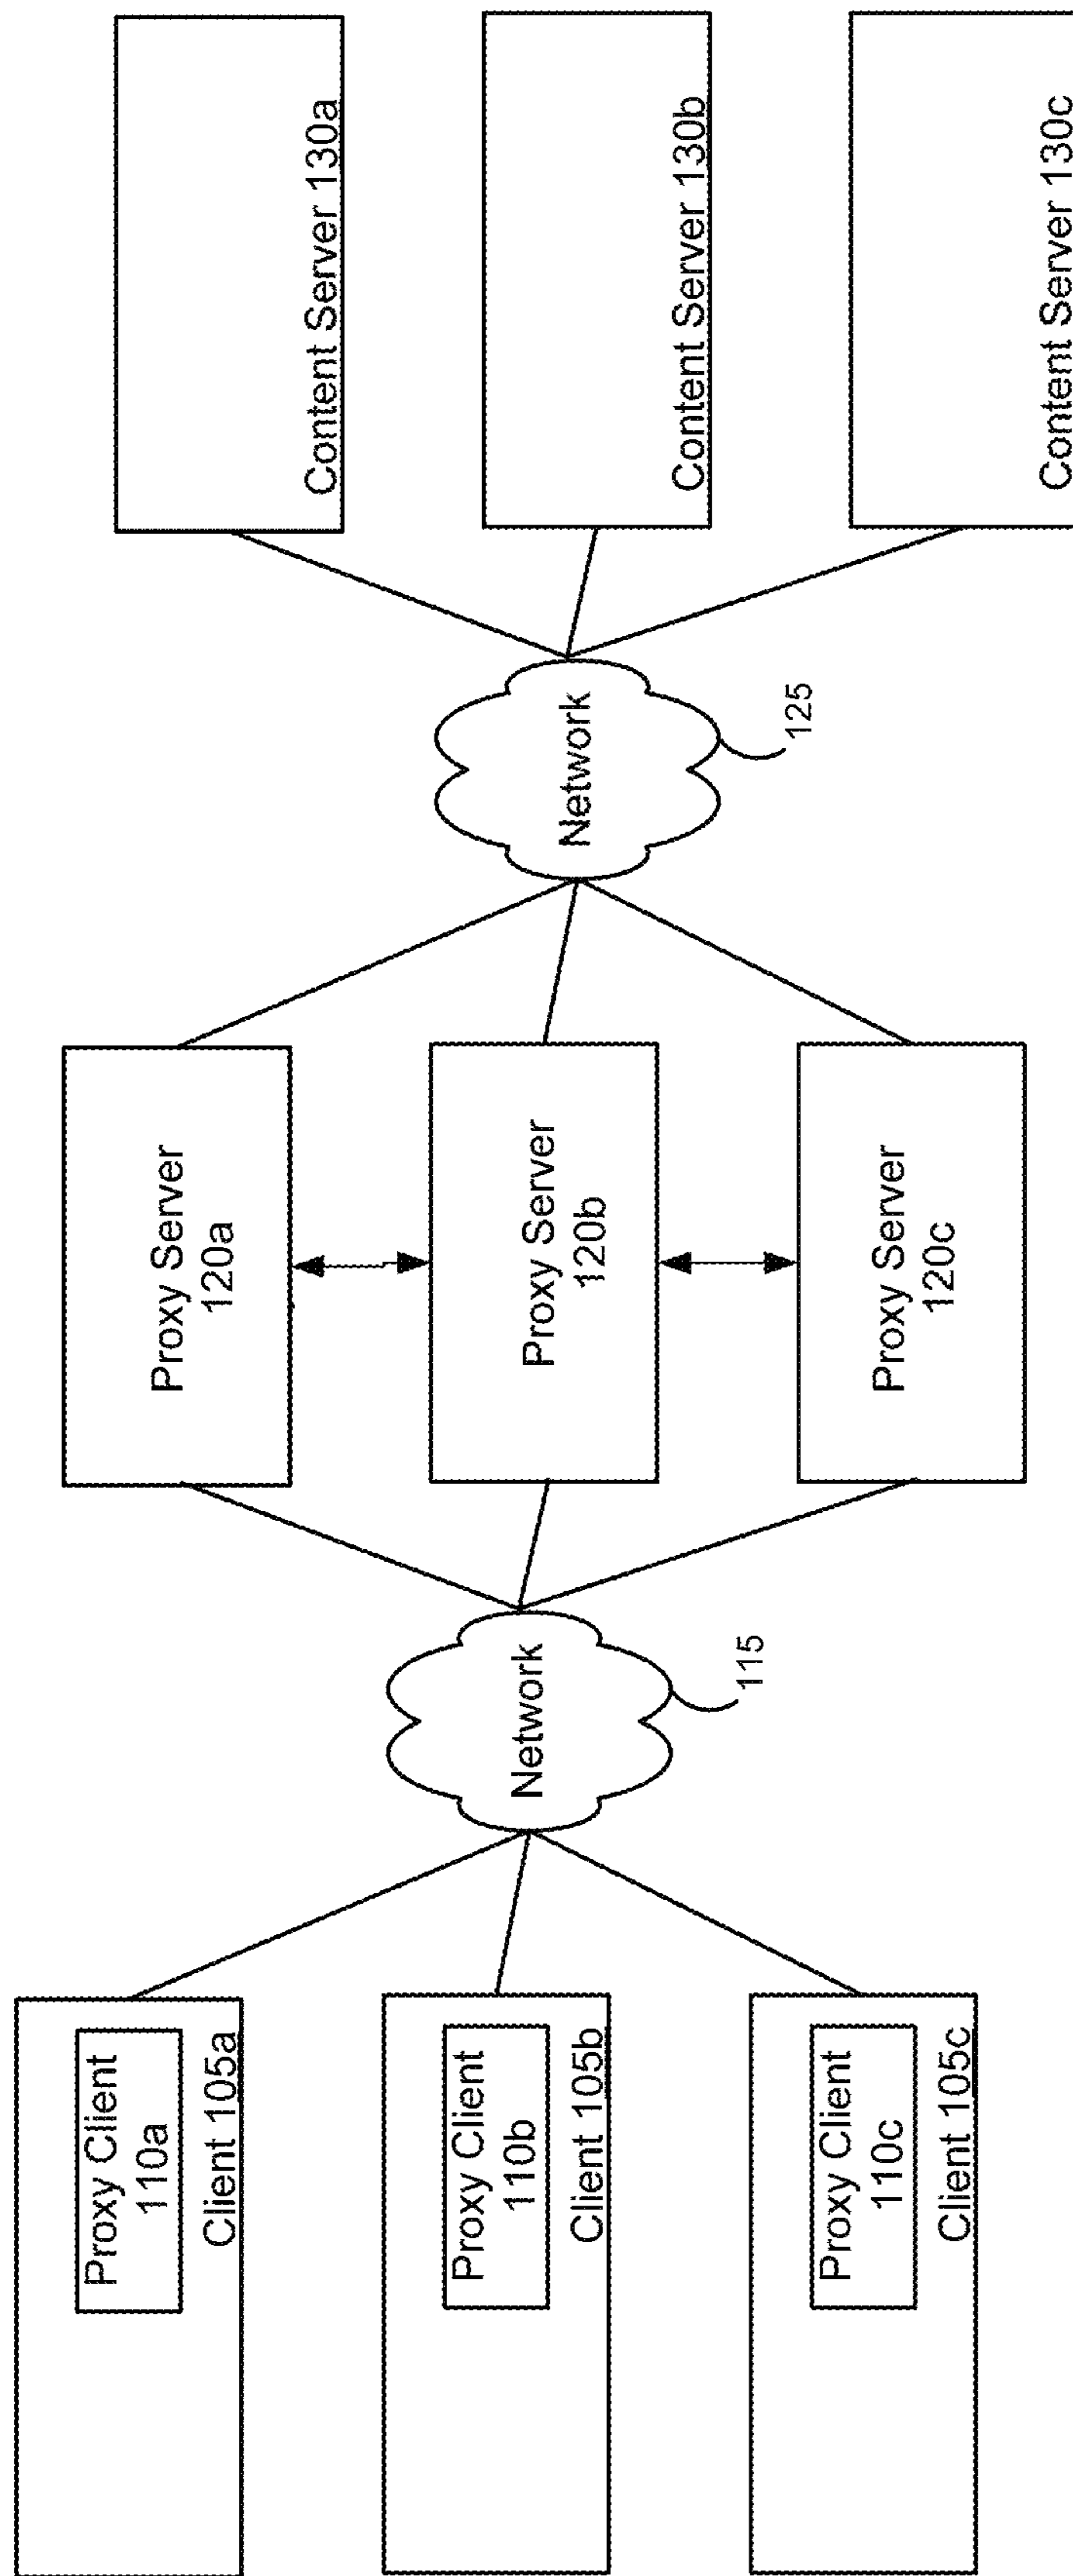 Proxy Client
110a
Client 105a
Proxy Client
110b
Client 105b
Proxy Client
110c
Client 105c
Network
115
Proxy Server
120a
Proxy Server
120b
Proxy Server
120c
Network
125
Content Server 130a
Content Server 130b
Content Server 130c